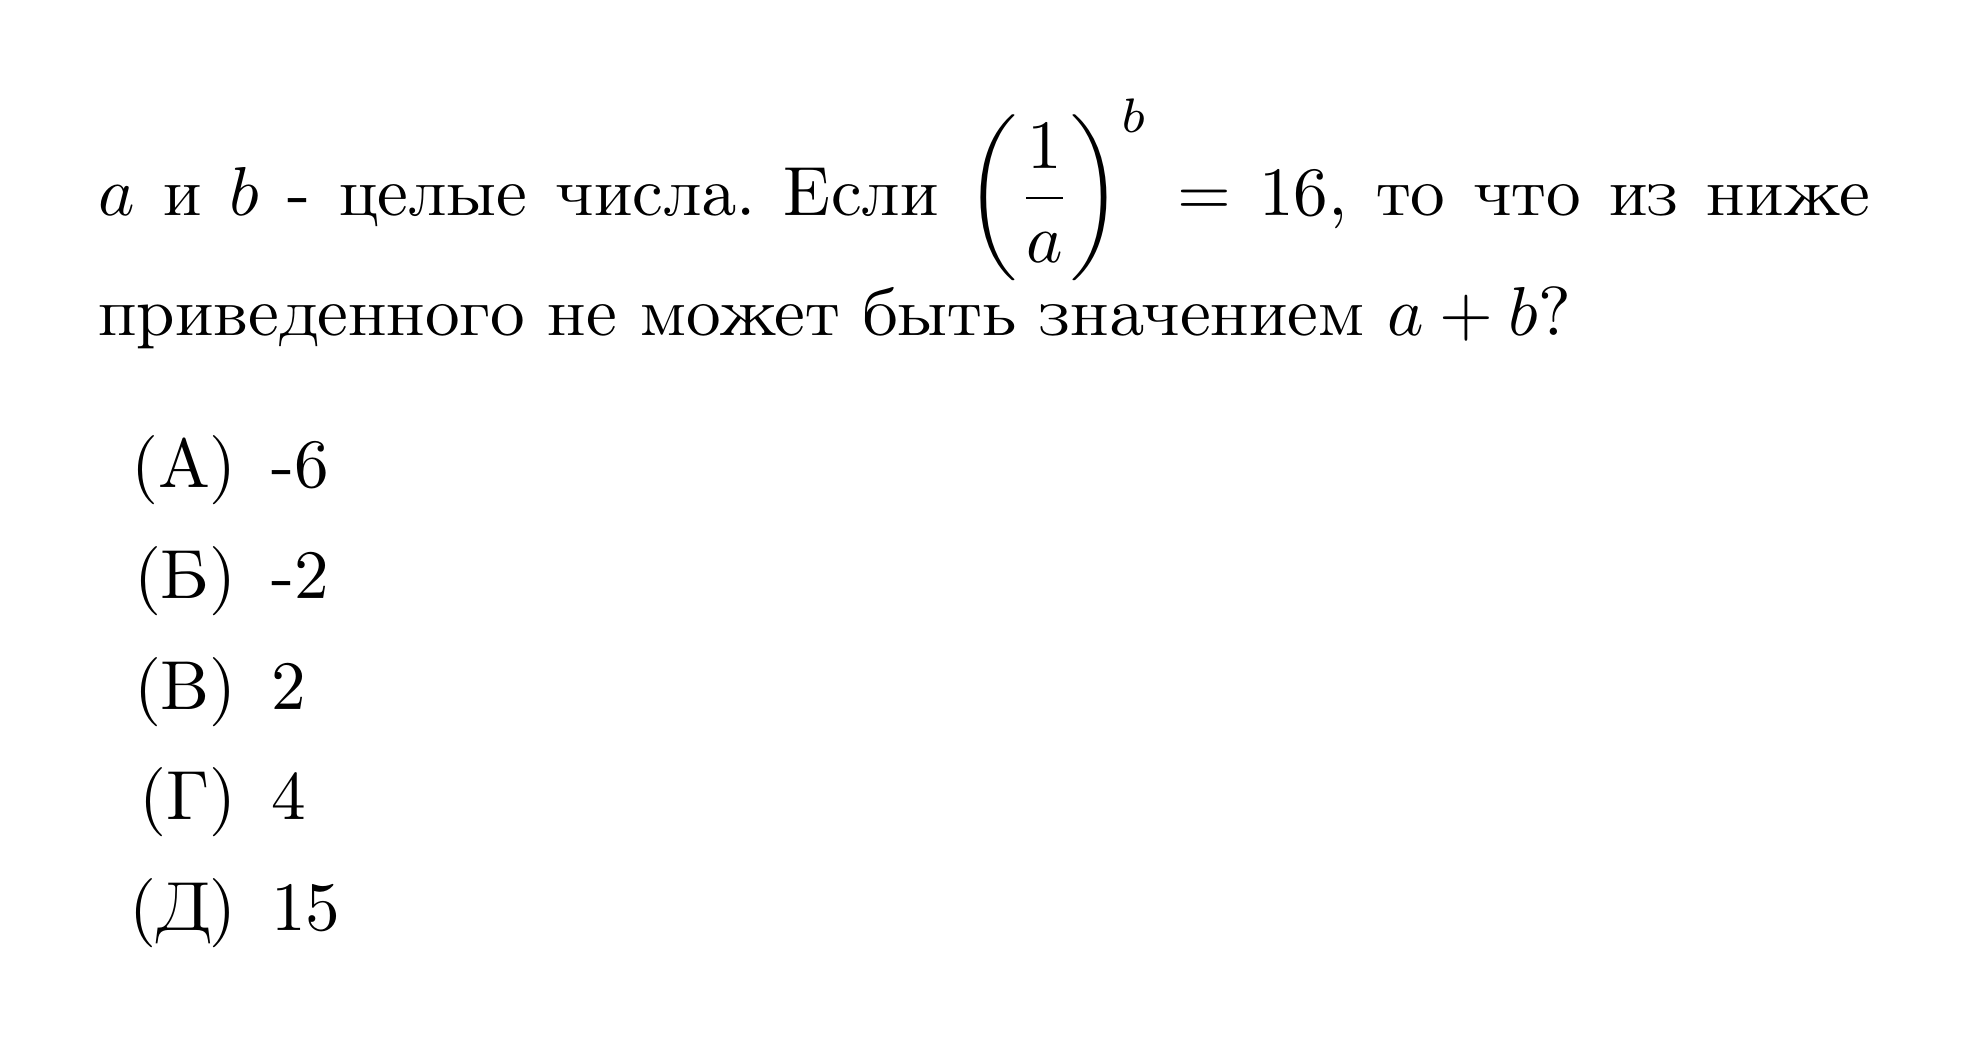 a и b - целые числа. Если $\left(\frac{1}{a}\right)^b = 16$, то что из ниже
приведенного не может быть значением a + b?
(А) -6
(Б) -2
(В) 2
(Г) 4
(Д) 15